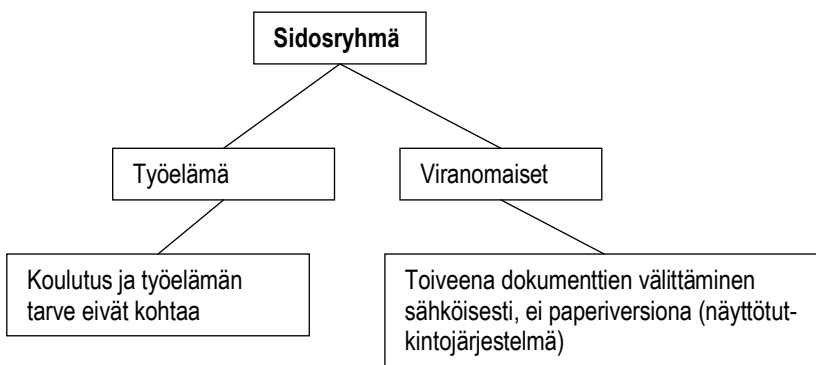 Sidosryhmä
Työelämä
Viranomaiset
Koulutus ja työelämän
tarve eivät kohtaa
Toiveena dokumenttien välittäminen
sähköisesti, ei paperiversiona (näyttötut-
kintojärjestelmä)